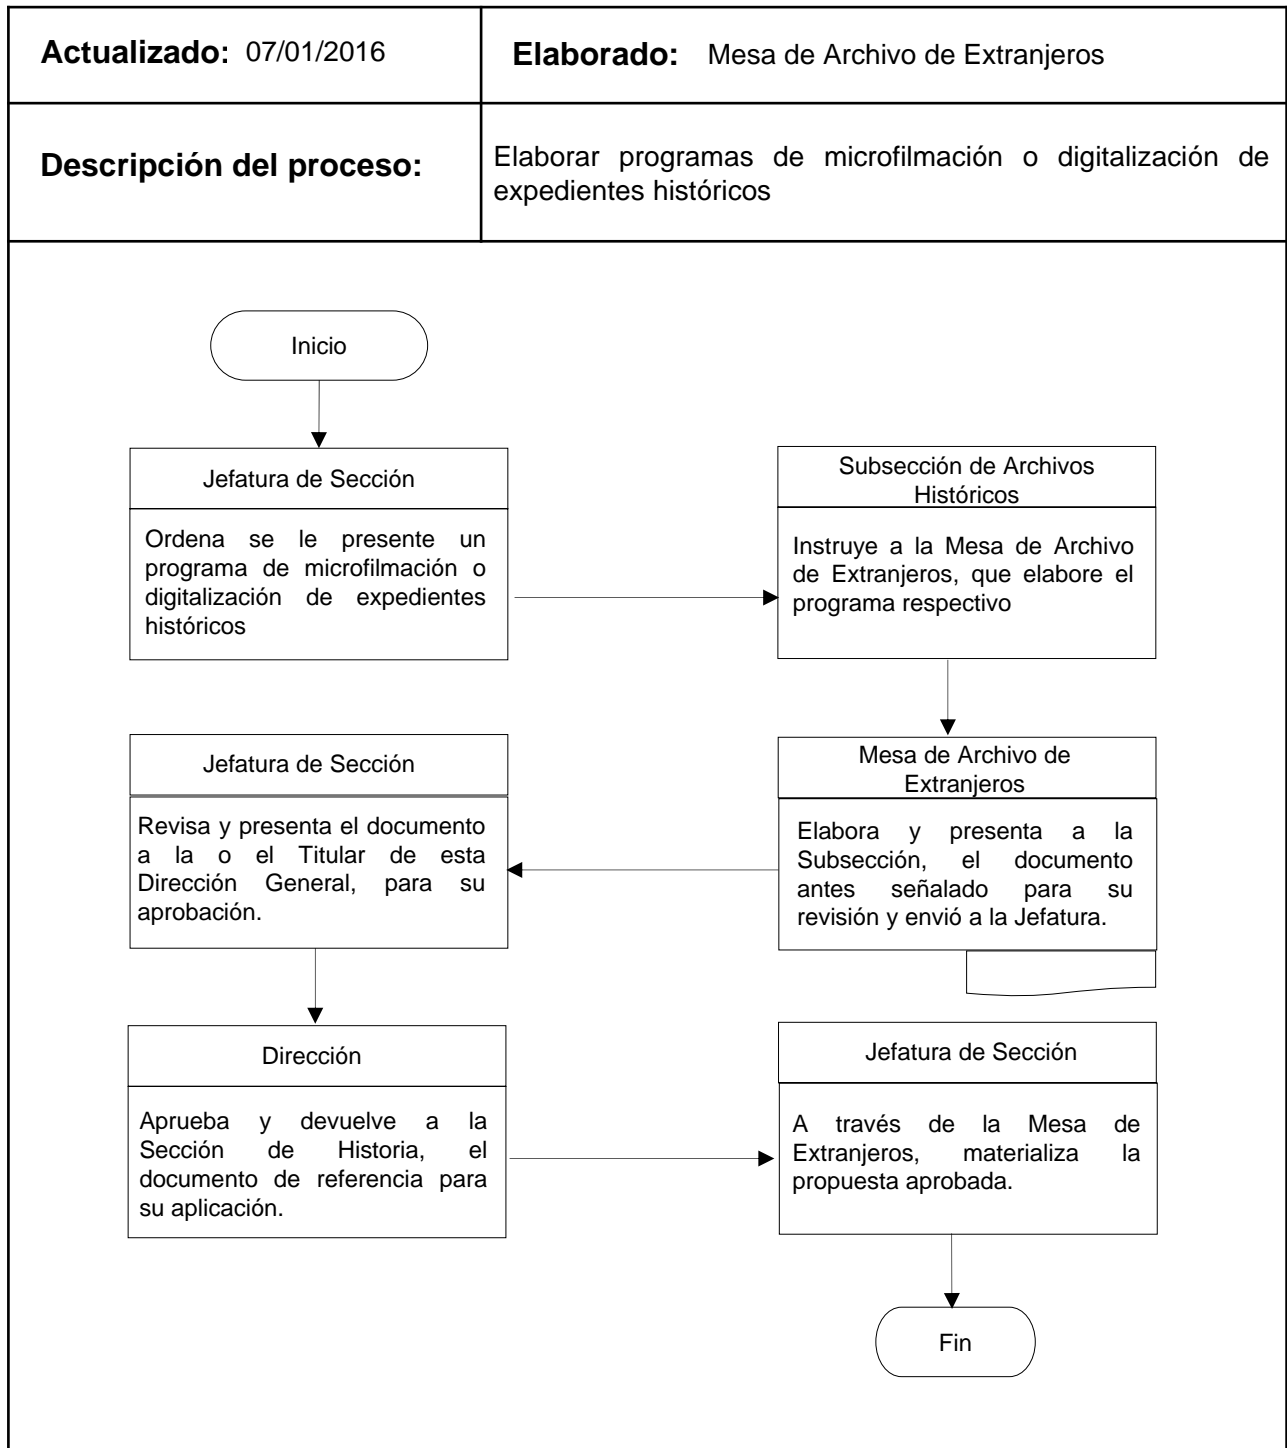 Actualizado: 07/01/2016
Elaborado: Mesa de Archivo de Extranjeros
Descripción del proceso:
Elaborar programas de microfilmación o digitalización de
expedientes históricos
Inicio
Jefatura de Sección
Ordena se le presente un
programa de microfilmación o
digitalización de expedientes
históricos
Subsección de Archivos
Históricos
Instruye a la Mesa de Archivo
de Extranjeros, que elabore el
programa respectivo
Mesa de Archivo de
Extranjeros
Elabora y presenta a la
Subsección, el documento
antes señalado para su
revisión y envió a la Jefatura.
Jefatura de Sección
Revisa y presenta el documento
a la o el Titular de esta
Dirección General, para su
aprobación.
Dirección
Aprueba y devuelve a la
Sección de Historia, el
documento de referencia para
su aplicación.
Jefatura de Sección
A través de la Mesa de
Extranjeros, materializa la
propuesta aprobada.
Fin